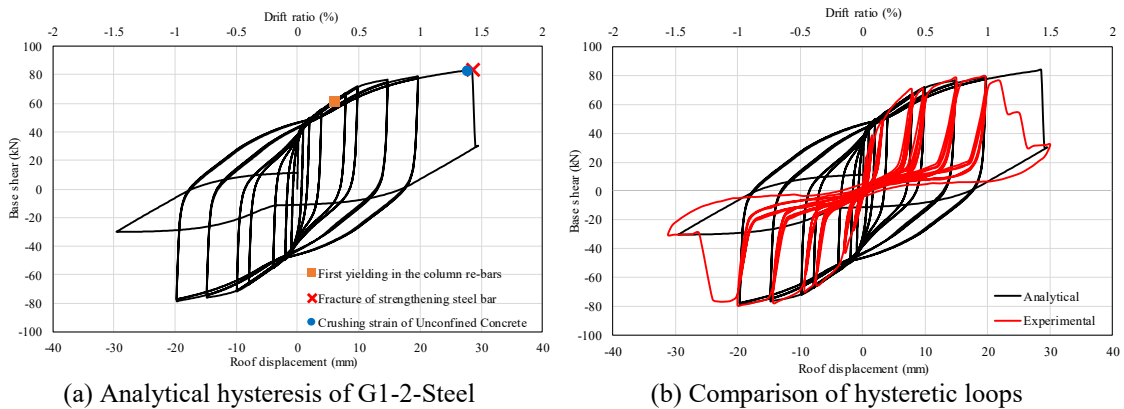 Drift ratio (%)
-2 -1.5 -1 -0.5 0 0.5 1 1.5 2
100
80
60
40
20
0
-20
-40
-60
-80
-100
Base shear (kN)
First yielding in the column re-bars
Fracture of strengthening steel bar
Crushing strain of Unconfined Concrete
-40 -30 -20 -10 0 10 20 30 40
Roof displacement (mm)
(a) Analytical hysteresis of G1-2-Steel
Drift ratio (%)
-2 -1.5 -1 -0.5 0 0.5 1 1.5 2
100
80
60
40
20
0
-20
-40
-60
-80
-100
Base shear (kN)
Analytical
Experimental
-40 -30 -20 -10 0 10 20 30 40
Roof displacement (mm)
(b) Comparison of hysteretic loops